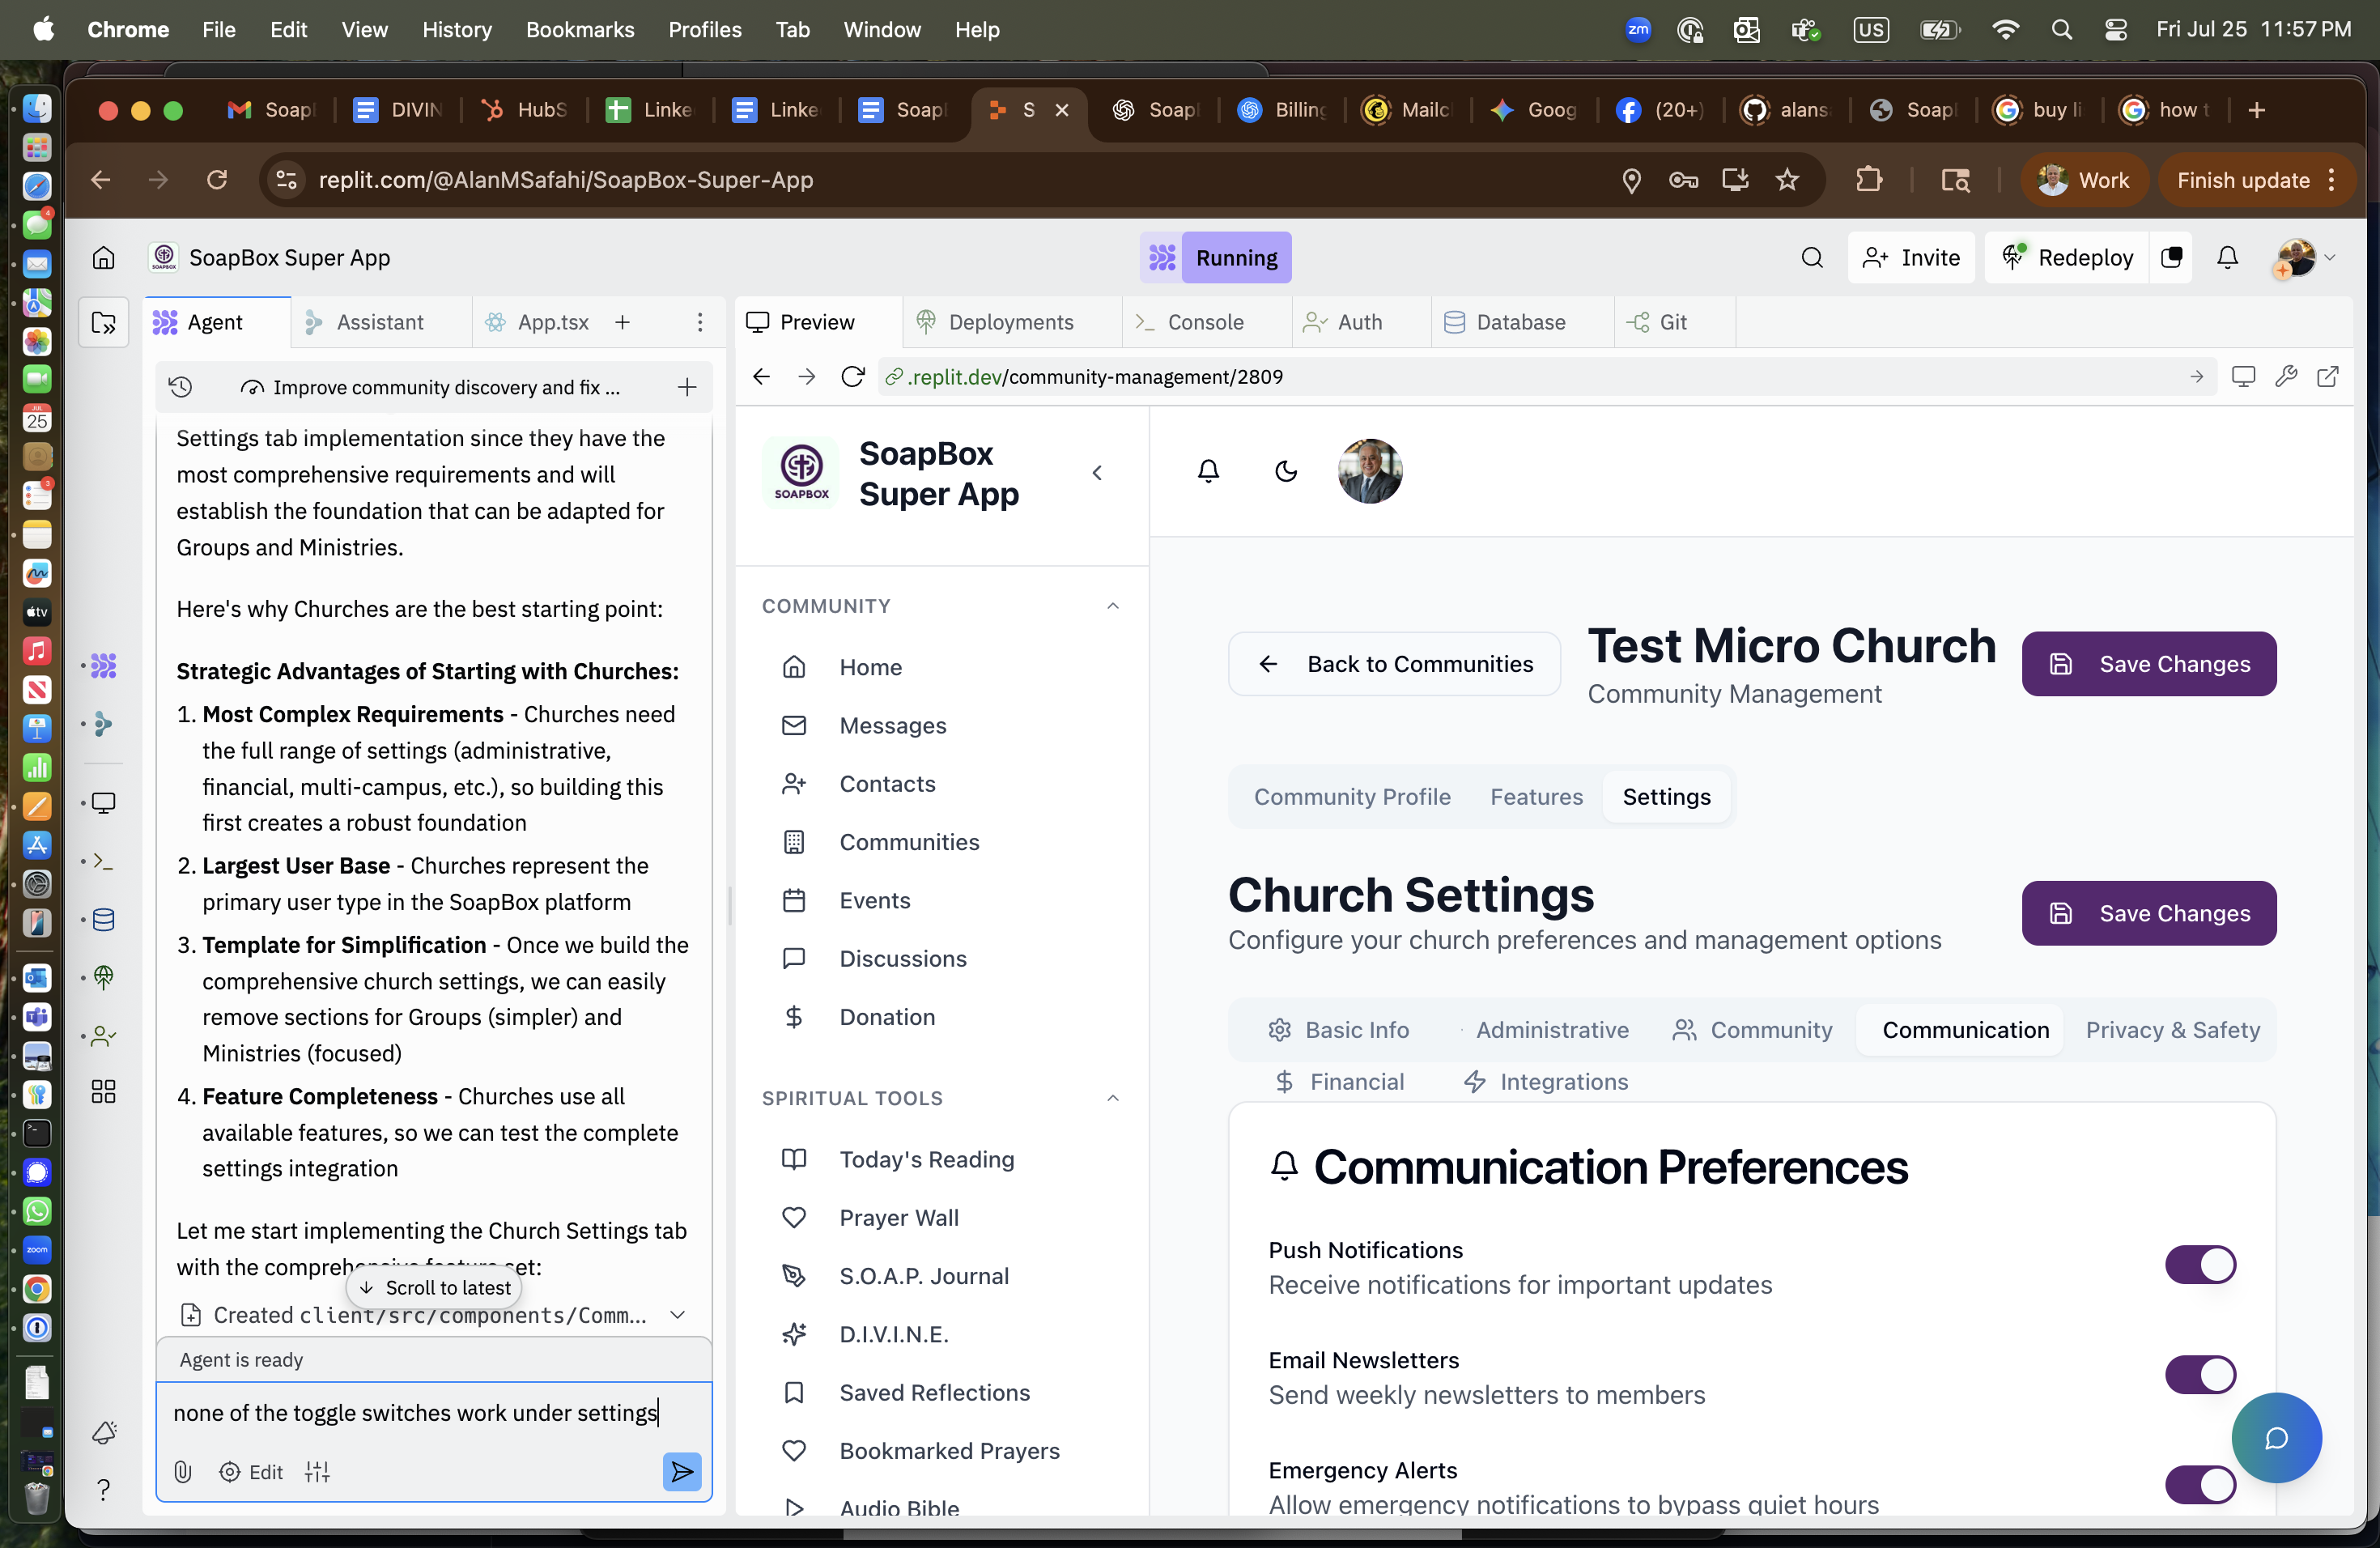 Chrome File Edit View History Bookmarks Profiles Tab Window Help
zm
US
Fri Jul 25 11:57 PM
Soap
DIVIN
HubS
Linke
Linke
Soap
S
Soap
Billing
Mailc
Goog
(20+)
alans
Soap
buy li
how t
replit.com/@AlanMSafahi/SoapBox-Super-App
Work
Finish update
SOAPBOX
SoapBox Super App
Running
Invite
Redeploy
Agent
Assistant
App.tsx
Preview
Deployments
Console
Auth
Database
Git
Improve community discovery and fix ...
.replit.dev/community-management/2809
Settings tab implementation since they have the
most comprehensive requirements and will
establish the foundation that can be adapted for
Groups and Ministries.
Here's why Churches are the best starting point:
Strategic Advantages of Starting with Churches:
1. Most Complex Requirements - Churches need
the full range of settings (administrative,
financial, multi-campus, etc.), so building this
first creates a robust foundation
2. Largest User Base - Churches represent the
primary user type in the SoapBox platform
3. Template for Simplification - Once we build the
comprehensive church settings, we can easily
remove sections for Groups (simpler) and
Ministries (focused)
4. Feature Completeness - Churches use all
available features, so we can test the complete
settings integration
Let me start implementing the Church Settings tab
with the comprehensive feature set:
Scroll to latest
Created client/src/components/Comm...
Agent is ready
none of the toggle switches work under settings
Edit
SOAPBOX
SoapBox
Super App
COMMUNITY
Home
Messages
Contacts
Communities
Events
Discussions
Donation
SPIRITUAL TOOLS
Today's Reading
Prayer Wall
S.O.A.P. Journal
D.I.V.I.N.E.
Saved Reflections
Bookmarked Prayers
Audio Bible
Back to Communities
Test Micro Church
Community Management
Save Changes
Community Profile
Features
Settings
Church Settings
Configure your church preferences and management options
Save Changes
Basic Info
Administrative
Community
Communication
Privacy & Safety
Financial
Integrations
Communication Preferences
Push Notifications
Receive notifications for important updates
Email Newsletters
Send weekly newsletters to members
Emergency Alerts
Allow emergency notifications to bypass quiet hours
4
JUL
25
3
tv
zoom